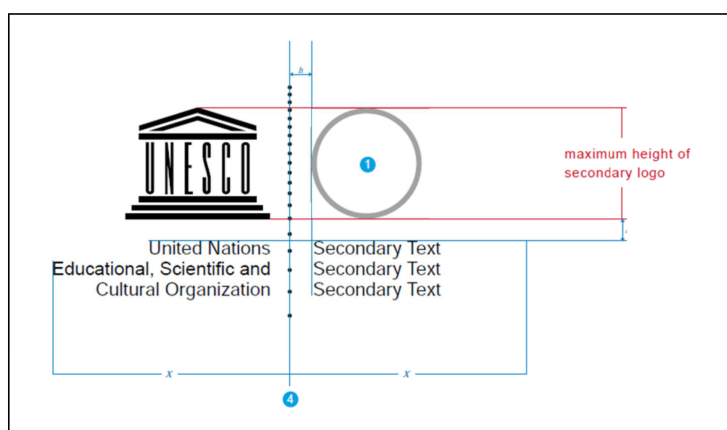 h
UNESCO
1
maximum height of
secondary logo
United Nations
Educational, Scientific and
Cultural Organization
Secondary Text
Secondary Text
Secondary Text
x
x
4